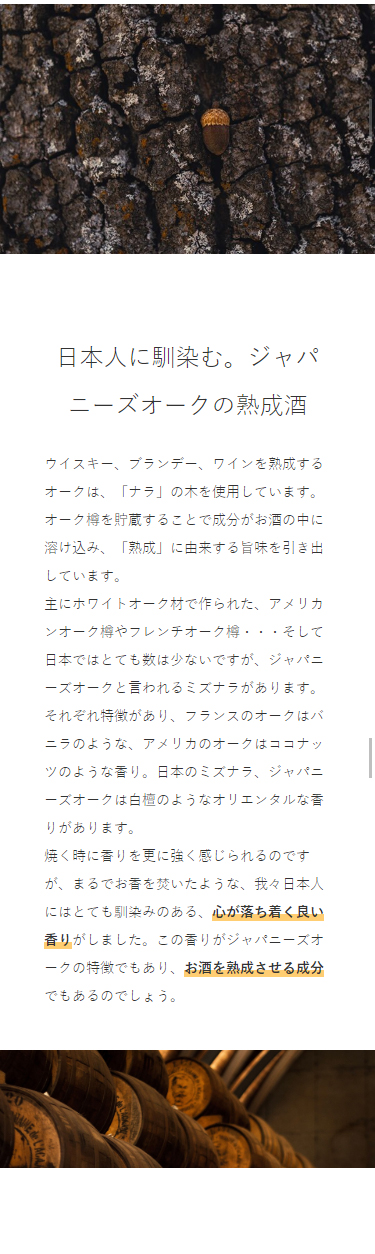 日本人に馴染む。ジャパ
ニーズオークの熟成酒
ウイスキー、ブランデー、ワインを熟成する
オークは、「ナラ」の木を使用しています。
オーク樽を貯蔵することで成分がお酒の中に
溶け込み、「熟成」に由来する旨味を引き出
しています。
主にホワイトオーク材で作られた、アメリカ
ンオーク樽やフレンチオーク樽・・・そして
日本ではとても数は少ないですが、ジャパニ
ーズオークと言われるミズナラがあります。
それぞれ特徴があり、フランスのオークはバ
ニラのような、アメリカのオークはココナッ
ツのような香り。日本のミズナラ、ジャパニ
ーズオークは白檀のようなオリエンタルな香
りがあります。
焼く時に香りを更に強く感じられるのです
が、まるでお香を焚いたような、我々日本人
にはとても馴染みのある、心が落ち着く良い
香りがしました。この香りがジャパニーズオ
ークの特徴でもあり、お酒を熟成させる成分
でもあるのでしょう。